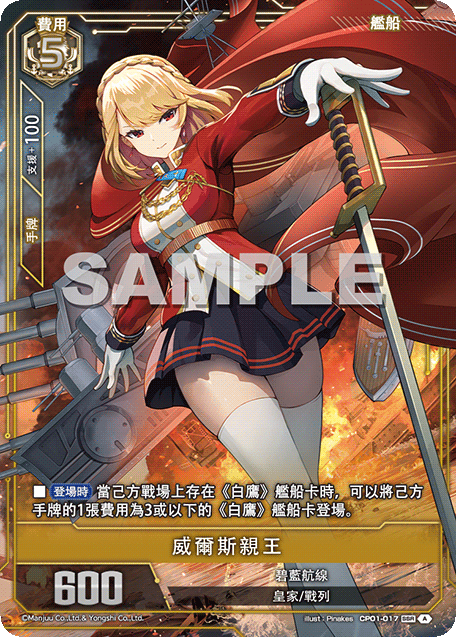 費用
5
艦船
支援+100
手牌
SAMPLE
■ 登場時 當己方戰場上存在《白鷹》艦船卡時，可以將己方
手牌的1張費用為3或以下的《白鷹》艦船卡登場。
威爾斯親王
600
碧藍航線
皇家/戰列
©Manjuu Co.,Ltd.& Yongshi Co.,Ltd.
illust : Pinakes CP01-017 SSR A